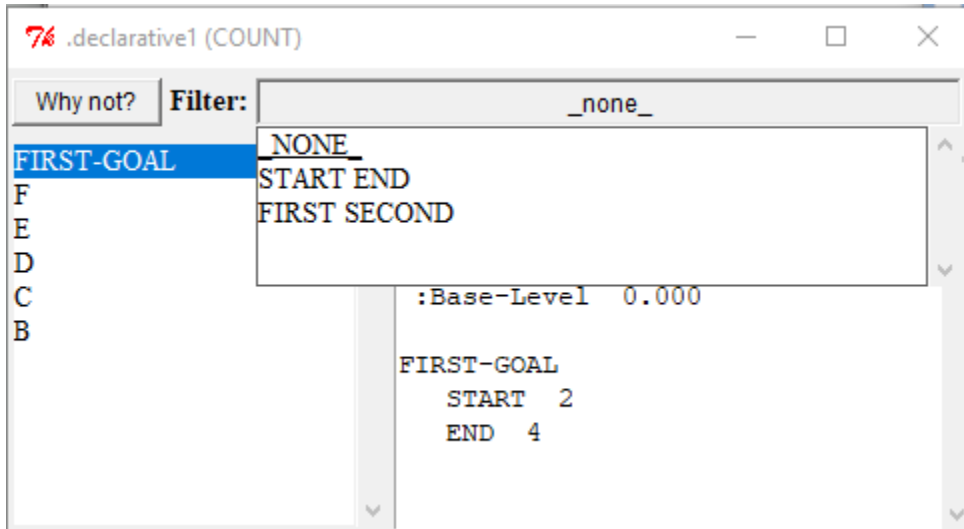 .declarative1 (COUNT)
Why not? Filter: _none_
_NONE_
START END
FIRST SECOND
FIRST-GOAL
F
E
D
C
B
:Base-Level 0.000
FIRST-GOAL
START 2
END 4